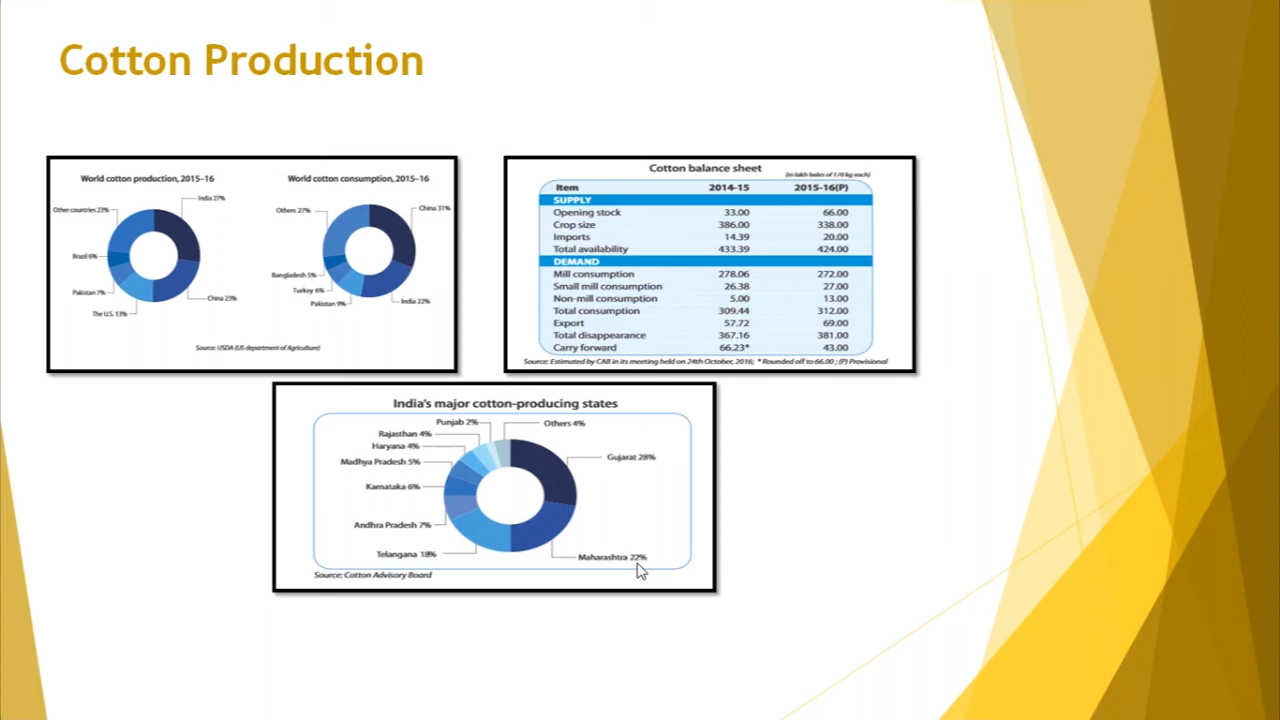 Cotton Production
World cotton production, 2015–16
India 27%
Other countries 23%
Brazil 6%
Pakistan 7%
China 23%
The U.S. 13%
World cotton consumption, 2015–16
China 31%
Others 27%
Bangladesh 5%
Turkey 6%
Pakistan 9%
India 22%
Source: USDA (US department of Agriculture)
Cotton balance sheet
(in lakh bales of 170 kg each)
Item 2014-15 2015-16(P)
SUPPLY
Opening stock 33.00 66.00
Crop size 386.00 338.00
Imports 14.39 20.00
Total availability 433.39 424.00
DEMAND
Mill consumption 278.06 272.00
Small mill consumption 26.38 27.00
Non-mill consumption 5.00 13.00
Total consumption 309.44 312.00
Export 57.72 69.00
Total disappearance 367.16 381.00
Carry forward 66.23* 43.00
Source: Estimated by CAB in its meeting held on 24th October, 2016; * Rounded off to 66.00 ; (P) Provisional
India's major cotton-producing states
Punjab 2%
Others 4%
Rajasthan 4%
Haryana 4%
Gujarat 28%
Madhya Pradesh 5%
Karnataka 6%
Andhra Pradesh 7%
Telangana 18%
Maharashtra 22%
Source: Cotton Advisory Board